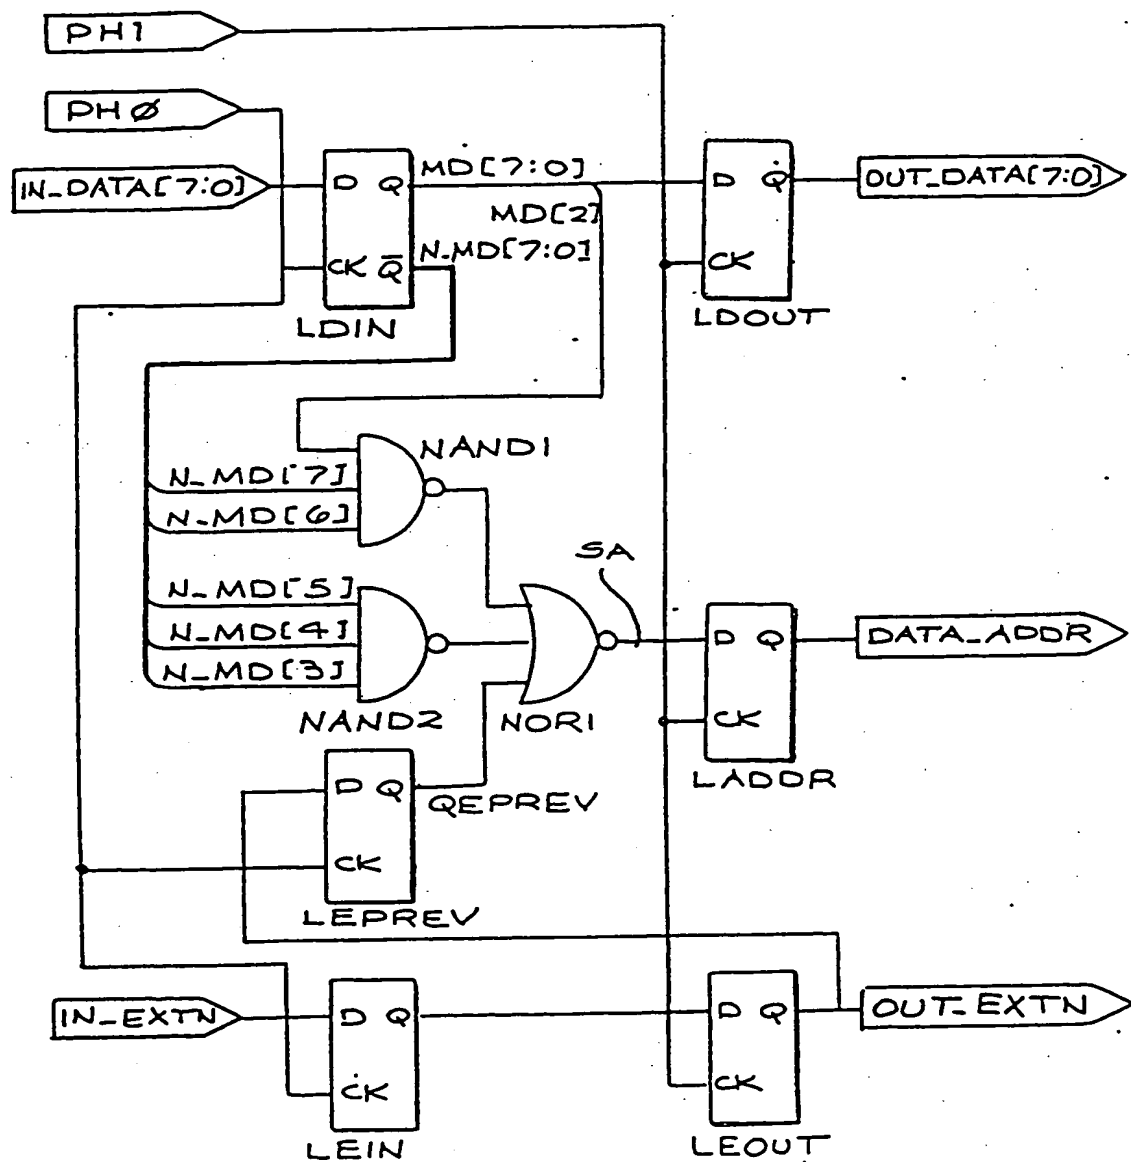 PH1
PHØ
IN_DATA[7:0]
D Q
MD[7:0]
D Q
OUT_DATA[7:0]
MD[2]
N_MD[7:0]
CK Q̅
CK
LDIN
LDOUT
NAND1
N_MD[7]
N_MD[6]
SA
N_MD[5]
N_MD[4]
N_MD[3]
D Q
DATA_ADDR
NAND2
NOR1
CK
LADDR
D Q
QEPREV
CK
LEPREV
IN_EXTN
D Q
D Q
OUT_EXTN
CK
CK
LEIN
LEOUT